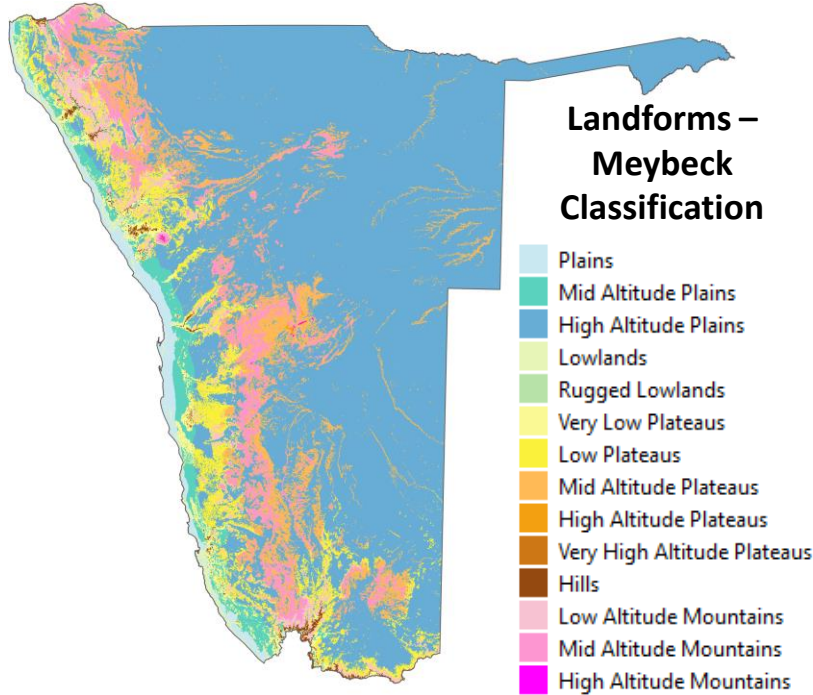 Landforms –
Meybeck
Classification
Plains
Mid Altitude Plains
High Altitude Plains
Lowlands
Rugged Lowlands
Very Low Plateaus
Low Plateaus
Mid Altitude Plateaus
High Altitude Plateaus
Very High Altitude Plateaus
Hills
Low Altitude Mountains
Mid Altitude Mountains
High Altitude Mountains